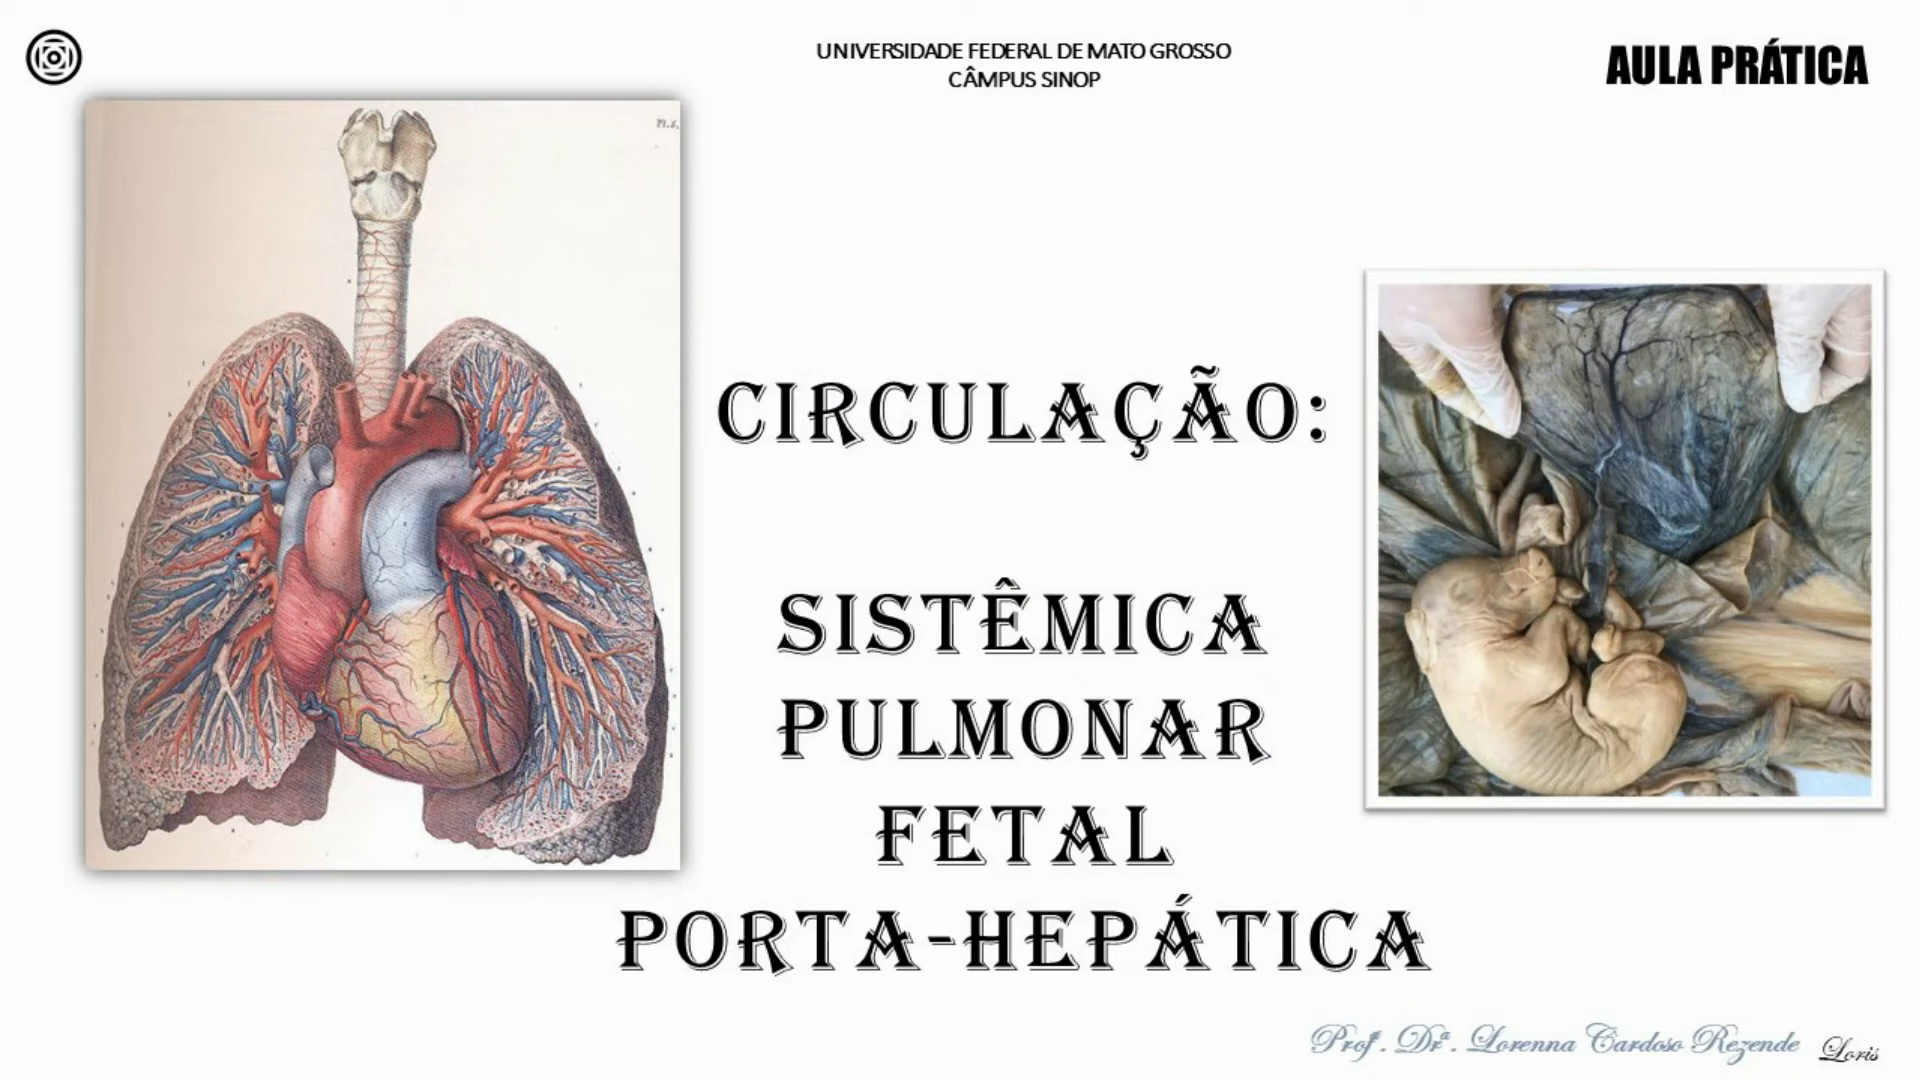 UNIVERSIDADE FEDERAL DE MATO GROSSO
CÂMPUS SINOP
AULA PRÁTICA
CIRCULAÇÃO:
SISTÊMICA
PULMONAR
FETAL
PORTA-HEPÁTICA
Profª. Drª. Lorenna Cardoso Rezende
Loris